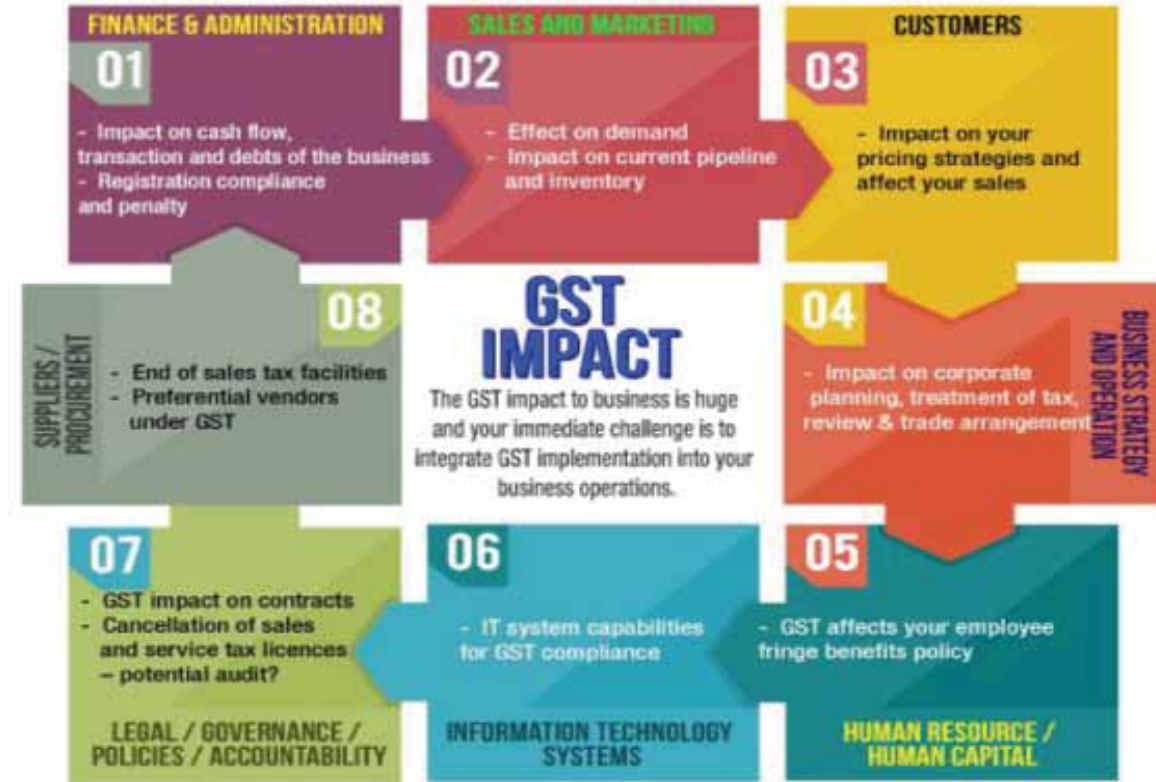 FINANCE & ADMINISTRATION
01
- Impact on cash flow,
transaction and debts of the business
- Registration compliance
and penalty
SALES AND MARKETING
02
- Effect on demand
- Impact on current pipeline
and inventory
CUSTOMERS
03
- Impact on your
pricing strategies and
affect your sales
04
- Impact on corporate
planning, treatment of tax,
review & trade arrangement
BUSINESS STRATEGY
AND OPERATION
05
- GST affects your employee
fringe benefits policy
HUMAN RESOURCE /
HUMAN CAPITAL
06
- IT system capabilities
for GST compliance
INFORMATION TECHNOLOGY
SYSTEMS
07
- GST impact on contracts
- Cancellation of sales
and service tax licences
– potential audit?
LEGAL / GOVERNANCE /
POLICIES / ACCOUNTABILITY
08
- End of sales tax facilities
- Preferential vendors
under GST
SUPPLIERS /
PROCUREMENT
GST
IMPACT
The GST impact to business is huge
and your immediate challenge is to
integrate GST implementation into your
business operations.